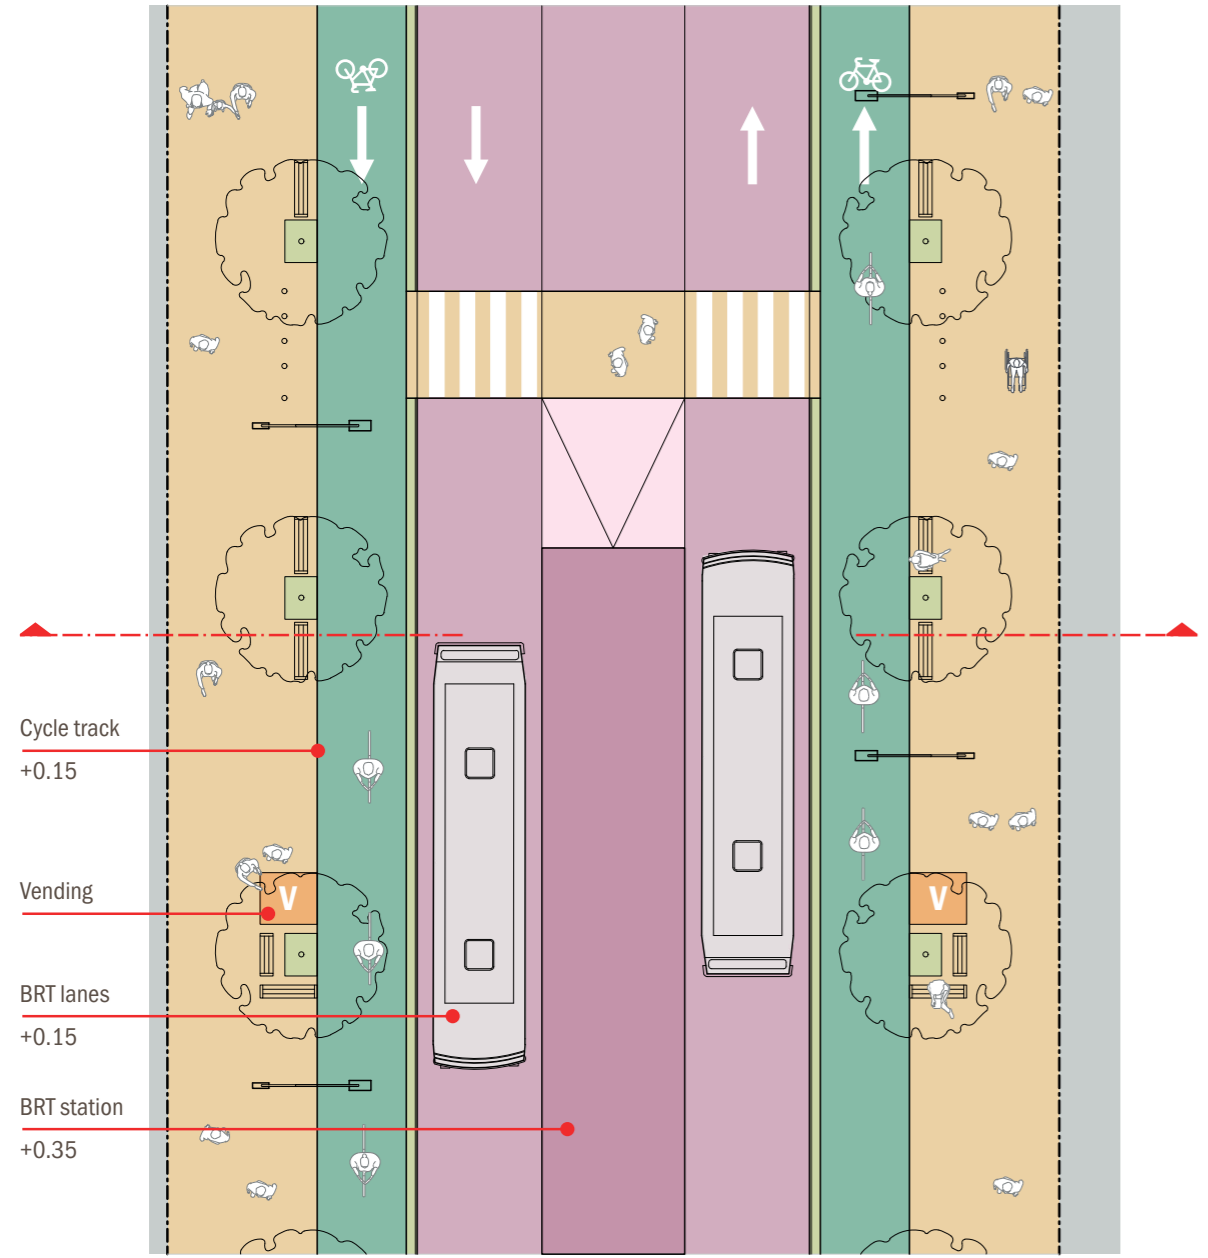 Cycle track
+0.15
V
V
Vending
BRT lanes
+0.15
BRT station
+0.35